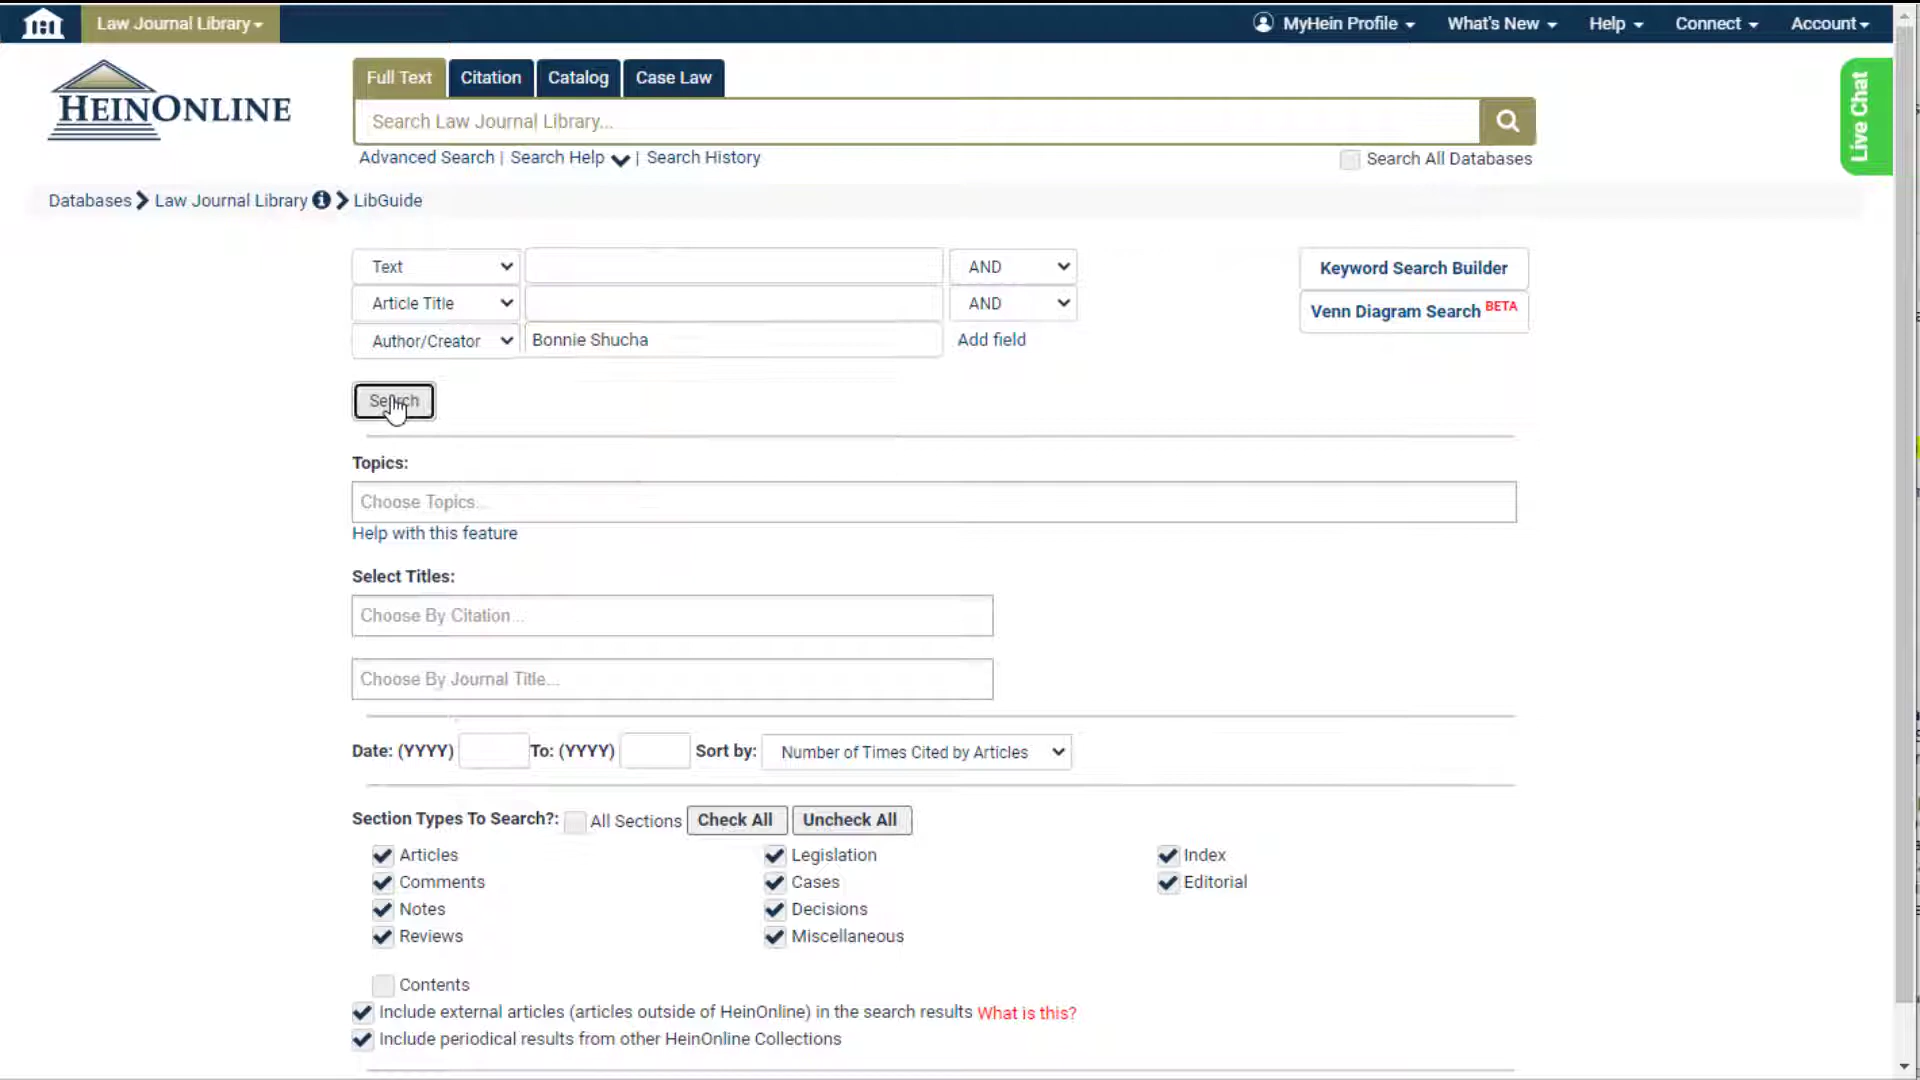 Law Journal Library
MyHein Profile
What's New
Help
Connect
Account
HEINONLINE
Full Text
Citation
Catalog
Case Law
Search Law Journal Library...
Advanced Search | Search Help | Search History
Search All Databases
Live Chat
Databases Law Journal Library LibGuide
Text AND
Keyword Search Builder
Article Title AND
Venn Diagram Search BETA
Author/Creator Bonnie Shucha Add field
Search
Topics:
Choose Topics...
Help with this feature
Select Titles:
Choose By Citation...
Choose By Journal Title...
Date: (YYYY) To: (YYYY) Sort by: Number of Times Cited by Articles
Section Types To Search?: All Sections Check All Uncheck All
Articles Legislation Index
Comments Cases Editorial
Notes Decisions
Reviews Miscellaneous
Contents
Include external articles (articles outside of HeinOnline) in the search results What is this?
Include periodical results from other HeinOnline Collections